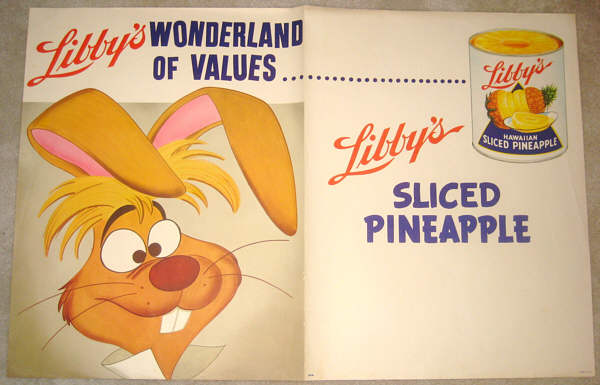 Libby's WONDERLAND
OF VALUES......................
Libby's
HAWAIIAN
SLICED PINEAPPLE
Libby's
SLICED
PINEAPPLE